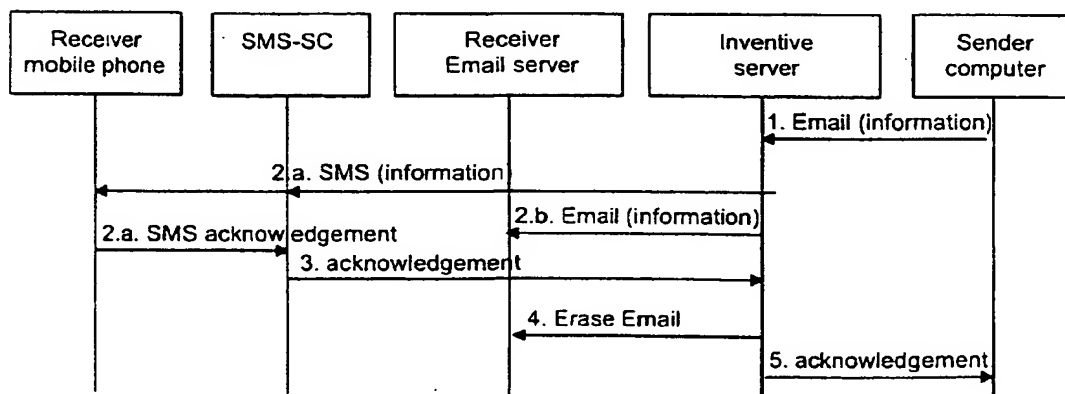 Receiver
mobile phone
SMS-SC
Receiver
Email server
Inventive
server
Sender
computer
1. Email (information)
2.a. SMS (information)
2.b. Email (information)
2.a. SMS acknowledgement
3. acknowledgement
4. Erase Email
5. acknowledgement